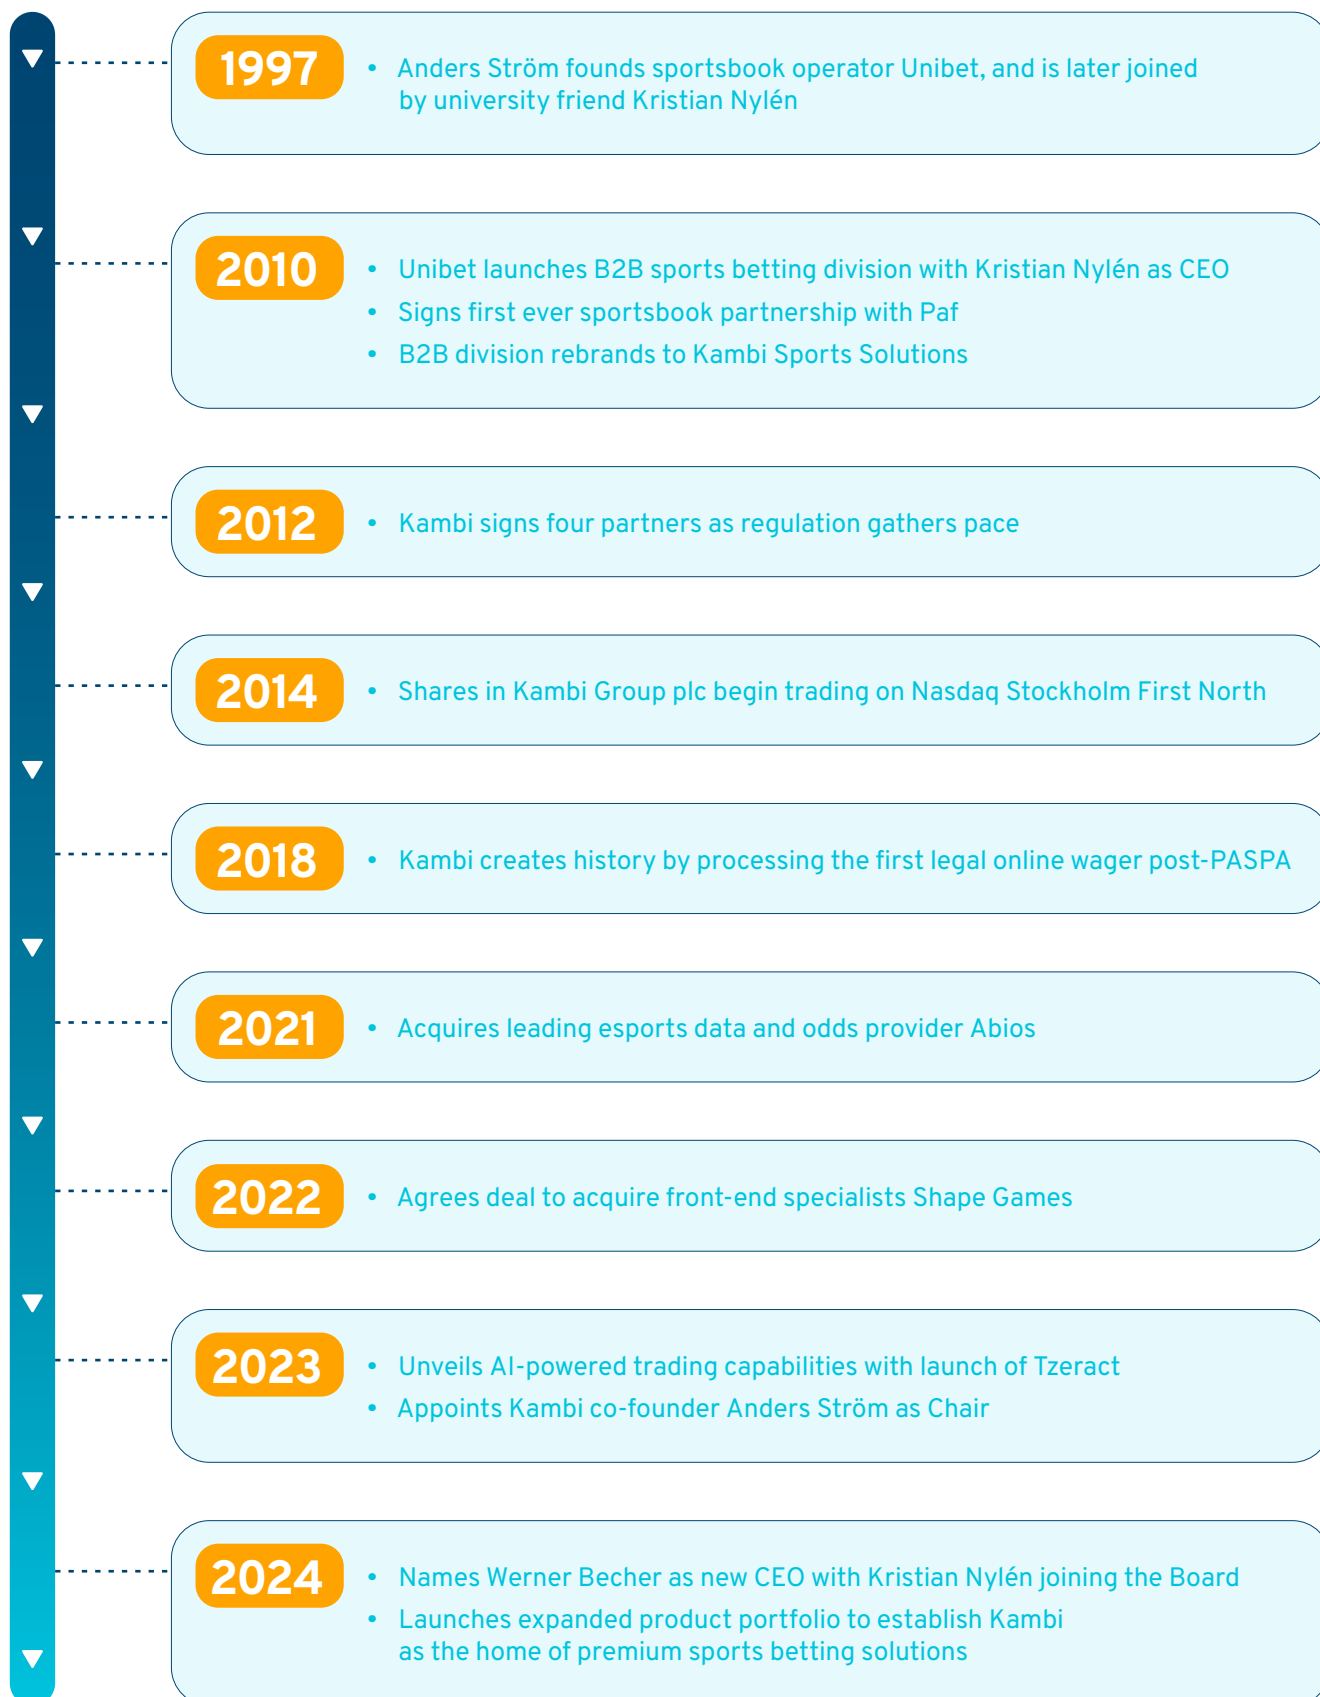 1997
• Anders Ström founds sportsbook operator Unibet, and is later joined
by university friend Kristian Nylén
2010
• Unibet launches B2B sports betting division with Kristian Nylén as CEO
• Signs first ever sportsbook partnership with Paf
• B2B division rebrands to Kambi Sports Solutions
2012
• Kambi signs four partners as regulation gathers pace
2014
• Shares in Kambi Group plc begin trading on Nasdaq Stockholm First North
2018
• Kambi creates history by processing the first legal online wager post-PASPA
2021
• Acquires leading esports data and odds provider Abios
2022
• Agrees deal to acquire front-end specialists Shape Games
2023
• Unveils AI-powered trading capabilities with launch of Tzeract
• Appoints Kambi co-founder Anders Ström as Chair
2024
• Names Werner Becher as new CEO with Kristian Nylén joining the Board
• Launches expanded product portfolio to establish Kambi
as the home of premium sports betting solutions